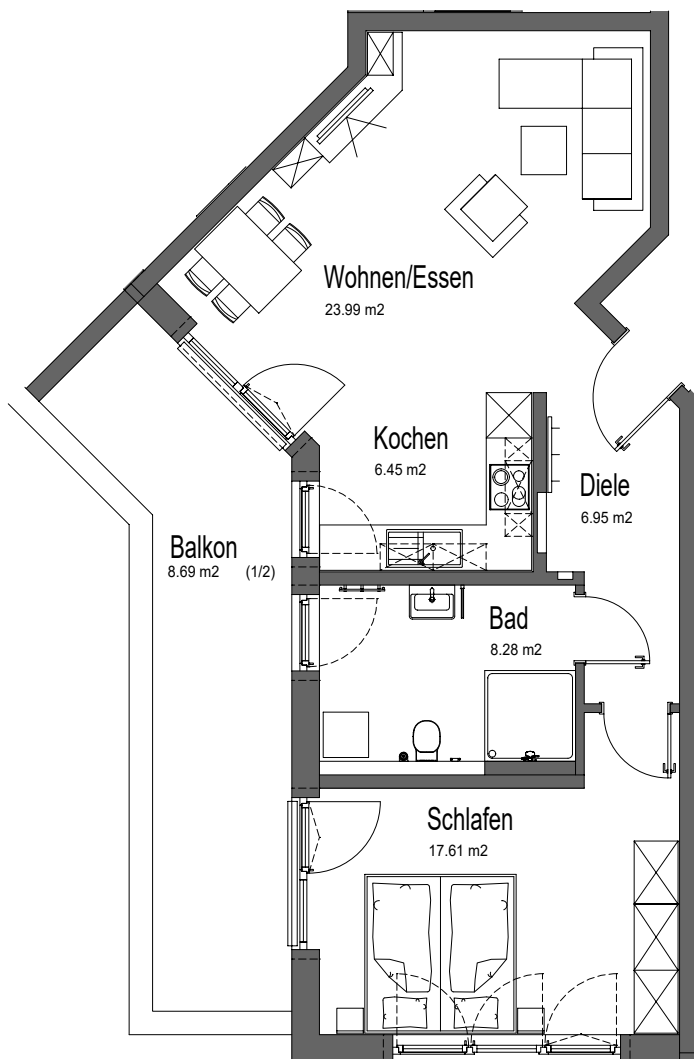 Wohnen/Essen
23.99 m2
Kochen
6.45 m2
Diele
6.95 m2
Balkon
8.69 m2 (1/2)
Bad
8.28 m2
Schlafen
17.61 m2